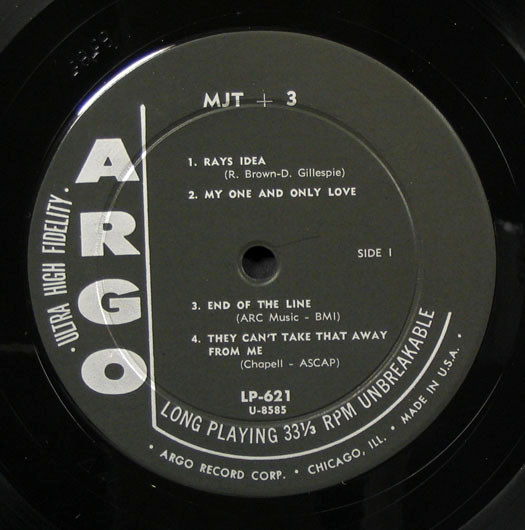 MJT + 3
1. RAYS IDEA
(R. Brown-D. Gillespie)
2. MY ONE AND ONLY LOVE
SIDE 1
3. END OF THE LINE
(ARC Music - BMI)
4. THEY CAN'T TAKE THAT AWAY
FROM ME
(Chapell - ASCAP)
LP-621
U-8585
ARGO
· ULTRA HIGH FIDELITY ·
LONG PLAYING 33⅓ RPM UNBREAKABLE
· ARGO RECORD CORP. · CHICAGO, ILL. · MADE IN U.S.A. ·